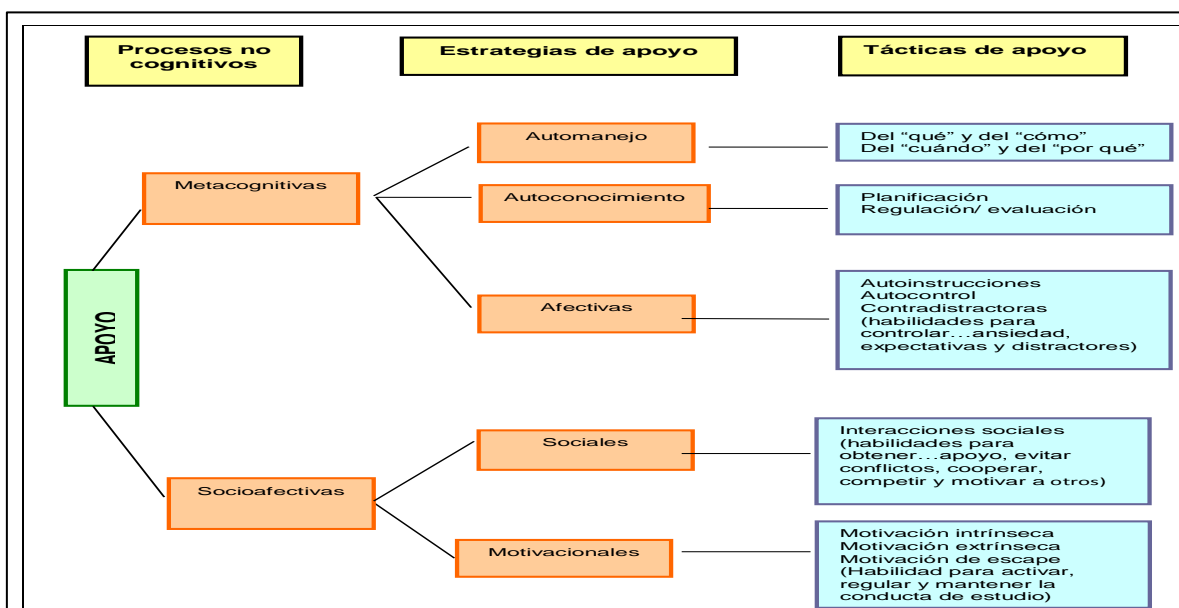 Procesos no
cognitivos
Estrategias de apoyo
Tácticas de apoyo
Automanejo
Del “qué” y del “cómo”
Del “cuándo” y del “por qué”
Metacognitivas
Autoconocimiento
Planificación
Regulación/ evaluación
Afectivas
Autoinstrucciones
Autocontrol
Contradistractoras
(habilidades para
controlar…ansiedad,
expectativas y distractores)
APOYO
Sociales
Interacciones sociales
(habilidades para
obtener…apoyo, evitar
conflictos, cooperar,
competir y motivar a otros)
Socioafectivas
Motivacionales
Motivación intrínseca
Motivación extrínseca
Motivación de escape
(Habilidad para activar,
regular y mantener la
conducta de estudio)